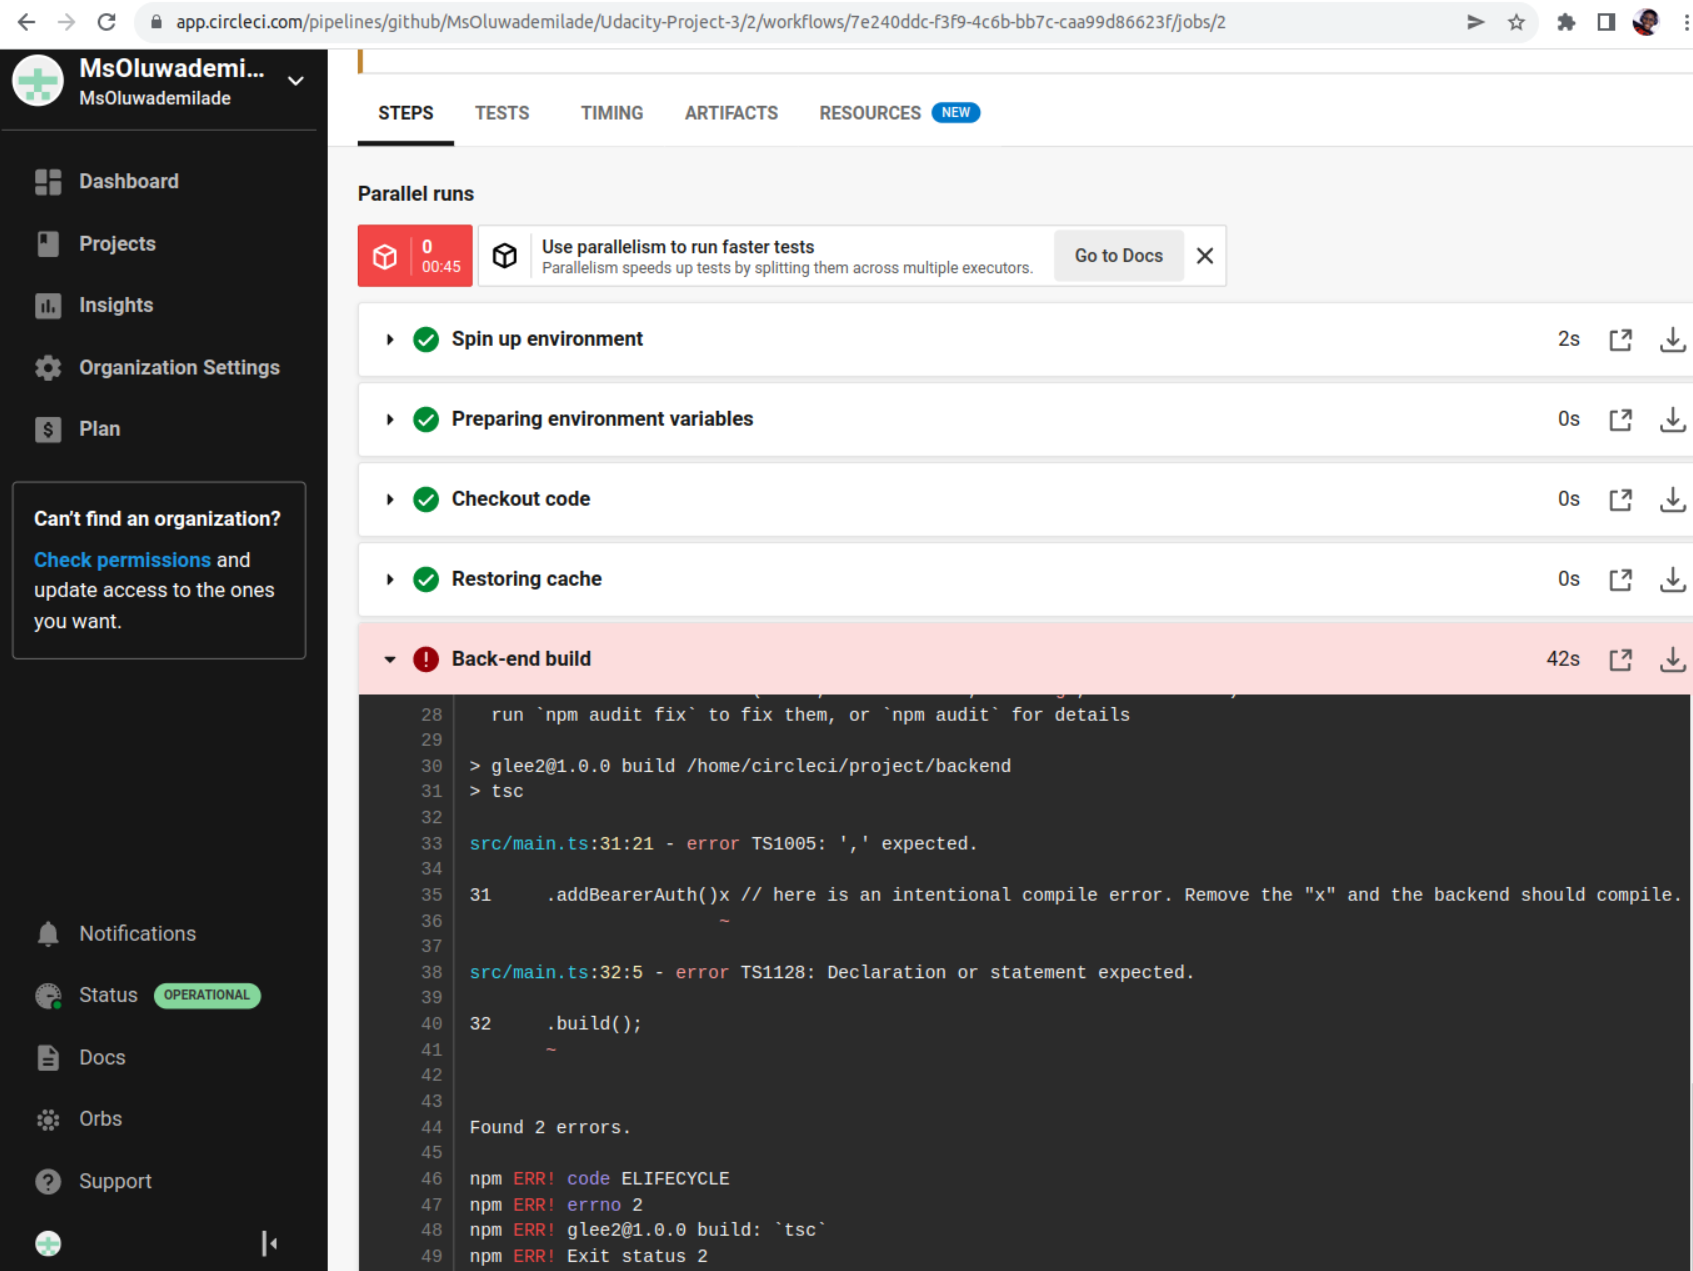 app.circleci.com/pipelines/github/MsOluwademilade/Udacity-Project-3/2/workflows/7e240ddc-f3f9-4c6b-bb7c-caa99d86623f/jobs/2
MsOluwademi...
MsOluwademilade
Dashboard
Projects
Insights
Organization Settings
Plan
Can't find an organization?
Check permissions and
update access to the ones
you want.
Notifications
Status OPERATIONAL
Docs
Orbs
Support
STEPS TESTS TIMING ARTIFACTS RESOURCES NEW
Parallel runs
0
00:45
Use parallelism to run faster tests
Parallelism speeds up tests by splitting them across multiple executors.
Go to Docs
Spin up environment 2s
Preparing environment variables 0s
Checkout code 0s
Restoring cache 0s
Back-end build 42s
28 run `npm audit fix` to fix them, or `npm audit` for details
29
30 > glee2@1.0.0 build /home/circleci/project/backend
31 > tsc
32
33 src/main.ts:31:21 - error TS1005: ',' expected.
34
35 31 .addBearerAuth()x // here is an intentional compile error. Remove the "x" and the backend should compile.
36 ~
37
38 src/main.ts:32:5 - error TS1128: Declaration or statement expected.
39
40 32 .build();
41 ~
42
43
44 Found 2 errors.
45
46 npm ERR! code ELIFECYCLE
47 npm ERR! errno 2
48 npm ERR! glee2@1.0.0 build: `tsc`
49 npm ERR! Exit status 2